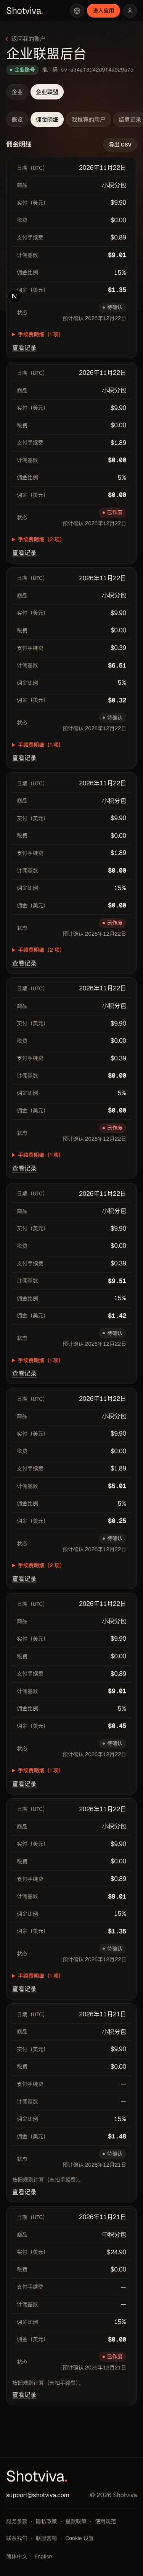 Shotviva.
进入应用
返回我的账户
企业联盟后台
企业账号
推广码 sv-a34af3142d9f4a929a7d
企业
企业联盟
概览
佣金明细
我推荐的用户
结算记录
佣金明细
导出 CSV
日期（UTC） 2026年11月22日
商品 小积分包
实付（美元） $9.90
税费 $0.00
支付手续费 $0.89
计佣基数 $9.01
佣金比例 15%
佣金（美元） $1.35
状态 待确认
预计确认 2026年12月22日
手续费明细（1 项）
查看记录
日期（UTC） 2026年11月22日
商品 小积分包
实付（美元） $9.90
税费 $0.00
支付手续费 $1.89
计佣基数 $0.00
佣金比例 5%
佣金（美元） $0.00
状态 已作废
预计确认 2026年12月22日
手续费明细（2 项）
查看记录
日期（UTC） 2026年11月22日
商品 小积分包
实付（美元） $9.90
税费 $0.00
支付手续费 $0.39
计佣基数 $6.51
佣金比例 5%
佣金（美元） $0.32
状态 待确认
预计确认 2026年12月22日
手续费明细（1 项）
查看记录
日期（UTC） 2026年11月22日
商品 小积分包
实付（美元） $9.90
税费 $0.00
支付手续费 $1.89
计佣基数 $0.00
佣金比例 15%
佣金（美元） $0.00
状态 已作废
预计确认 2026年12月22日
手续费明细（2 项）
查看记录
日期（UTC） 2026年11月22日
商品 小积分包
实付（美元） $9.90
税费 $0.00
支付手续费 $0.39
计佣基数 $0.00
佣金比例 5%
佣金（美元） $0.00
状态 已作废
预计确认 2026年12月22日
手续费明细（1 项）
查看记录
日期（UTC） 2026年11月22日
商品 小积分包
实付（美元） $9.90
税费 $0.00
支付手续费 $0.39
计佣基数 $9.51
佣金比例 15%
佣金（美元） $1.42
状态 待确认
预计确认 2026年12月22日
手续费明细（1 项）
查看记录
日期（UTC） 2026年11月22日
商品 小积分包
实付（美元） $9.90
税费 $0.00
支付手续费 $1.89
计佣基数 $5.01
佣金比例 5%
佣金（美元） $0.25
状态 待确认
预计确认 2026年12月22日
手续费明细（2 项）
查看记录
日期（UTC） 2026年11月22日
商品 小积分包
实付（美元） $9.90
税费 $0.00
支付手续费 $0.89
计佣基数 $9.01
佣金比例 5%
佣金（美元） $0.45
状态 待确认
预计确认 2026年12月22日
手续费明细（1 项）
查看记录
日期（UTC） 2026年11月22日
商品 小积分包
实付（美元） $9.90
税费 $0.00
支付手续费 $0.89
计佣基数 $9.01
佣金比例 15%
佣金（美元） $1.35
状态 待确认
预计确认 2026年12月22日
手续费明细（1 项）
查看记录
日期（UTC） 2026年11月21日
商品 小积分包
实付（美元） $9.90
税费 $0.00
支付手续费 —
计佣基数 —
佣金比例 15%
佣金（美元） $1.48
状态 待确认
预计确认 2026年12月21日
按旧规则计算（未扣手续费）。
查看记录
日期（UTC） 2026年11月21日
商品 中积分包
实付（美元） $24.90
税费 $0.00
支付手续费 —
计佣基数 —
佣金比例 15%
佣金（美元） $0.00
状态 已作废
预计确认 2026年12月21日
按旧规则计算（未扣手续费）。
查看记录
Shotviva.
support@shotviva.com © 2026 Shotviva
服务条款 · 隐私政策 · 退款政策 · 使用规范
联系我们 · 联盟营销 · Cookie 设置
简体中文 · English